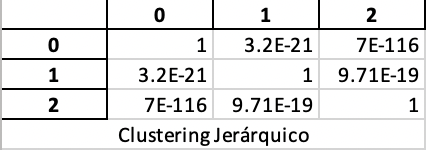 0 1 2
0 1 3.2E-21 7E-116
1 3.2E-21 1 9.71E-19
2 7E-116 9.71E-19 1
Clustering Jerárquico